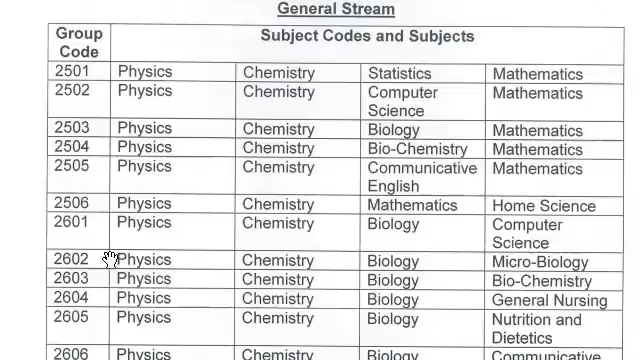 General Stream
Group Code Subject Codes and Subjects
2501 Physics Chemistry Statistics Mathematics
2502 Physics Chemistry Computer Science Mathematics
2503 Physics Chemistry Biology Mathematics
2504 Physics Chemistry Bio-Chemistry Mathematics
2505 Physics Chemistry Communicative English Mathematics
2506 Physics Chemistry Mathematics Home Science
2601 Physics Chemistry Biology Computer Science
2602 Physics Chemistry Biology Micro-Biology
2603 Physics Chemistry Biology Bio-Chemistry
2604 Physics Chemistry Biology General Nursing
2605 Physics Chemistry Biology Nutrition and Dietetics
2606 Physics Chemistry Biology Communicative